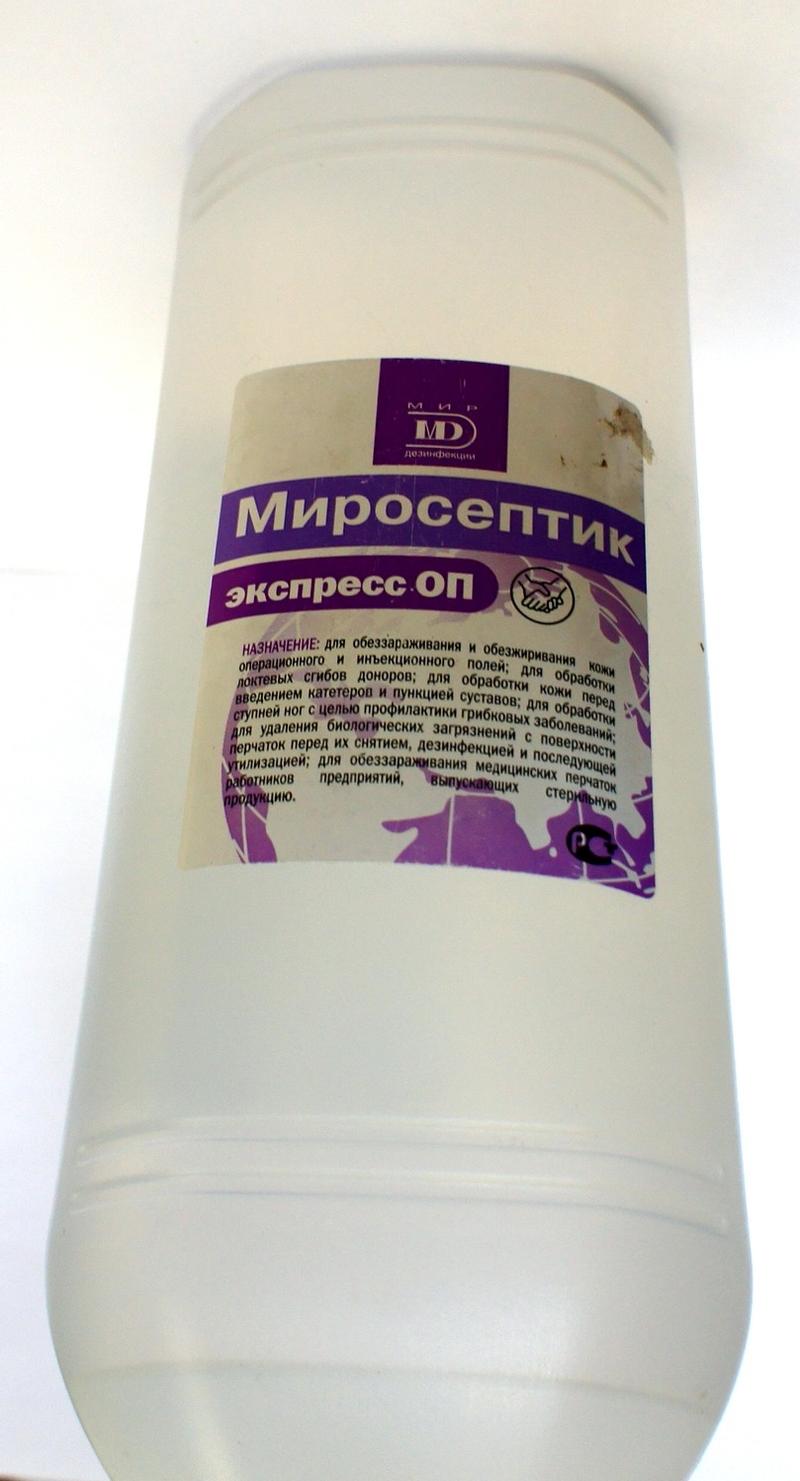 МИР
MD
дезинфекции
Миросептик
экспресс ОП
НАЗНАЧЕНИЕ: для обеззараживания и обезжиривания кожи
операционного и инъекционного полей; для обработки
локтевых сгибов доноров; для обработки кожи перед
введением катетеров и пункцией суставов; для обработки
ступней ног с целью профилактики грибковых заболеваний;
для удаления биологических загрязнений с поверхности
перчаток перед их снятием, дезинфекцией и последующей
утилизацией; для обеззараживания медицинских перчаток
работников предприятий, выпускающих стерильную
продукцию.
РСТ